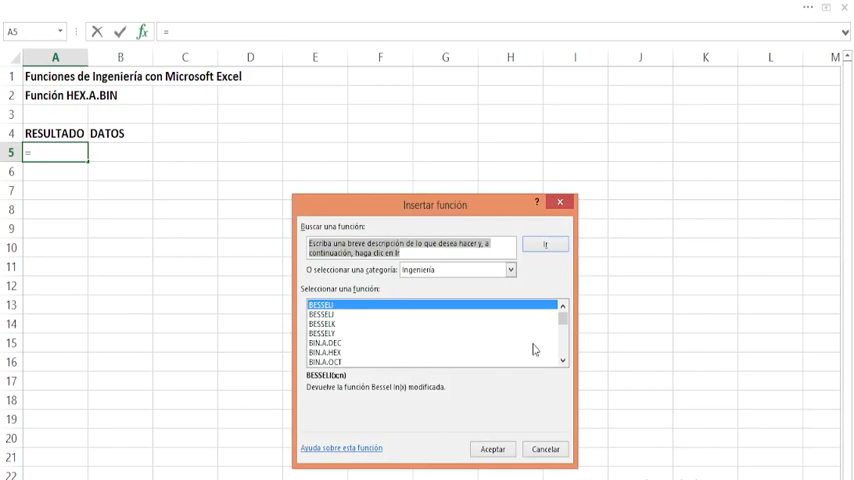 A5
fx
=
A B C D E F G H I J K L M
1 Funciones de Ingeniería con Microsoft Excel
2 Función HEX.A.BIN
3
4 RESULTADO DATOS
5 =
6
7
8
9
10
11
12
13
14
15
16
17
18
19
20
21
22
Insertar función
?
Buscar una función:
Escriba una breve descripción de lo que desea hacer y, a
continuación, haga clic en Ir
Ir
O seleccionar una categoría: Ingeniería
Seleccionar una función:
BESSELI
BESSELJ
BESSELK
BESSELY
BIN.A.DEC
BIN.A.HEX
BIN.A.OCT
BESSELI(x;n)
Devuelve la función Bessel In(x) modificada.
Ayuda sobre esta función
Aceptar
Cancelar